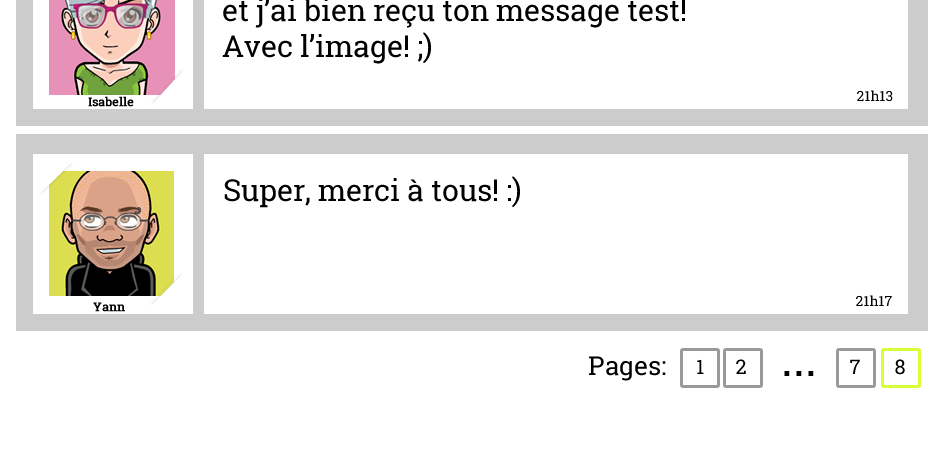 et j’ai bien reçu ton message test!
Avec l’image! ;)
Isabelle
21h13
Super, merci à tous! :)
Yann
21h17
Pages: 1 2 ... 7 8